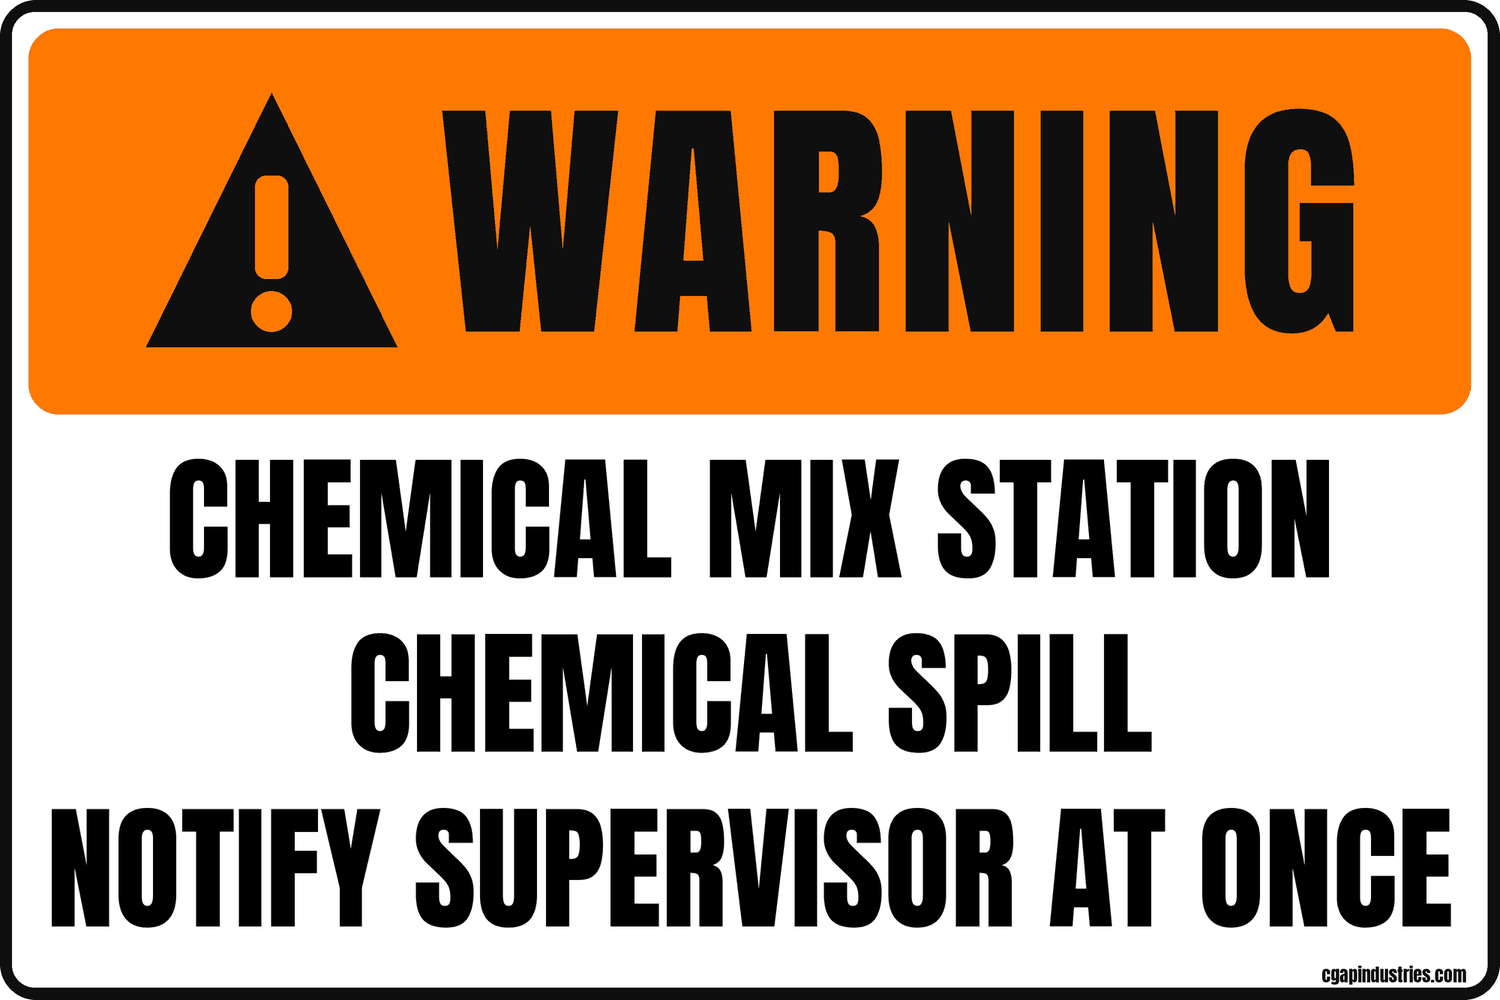 WARNING
CHEMICAL MIX STATION
CHEMICAL SPILL
NOTIFY SUPERVISOR AT ONCE
cgapindustries.com